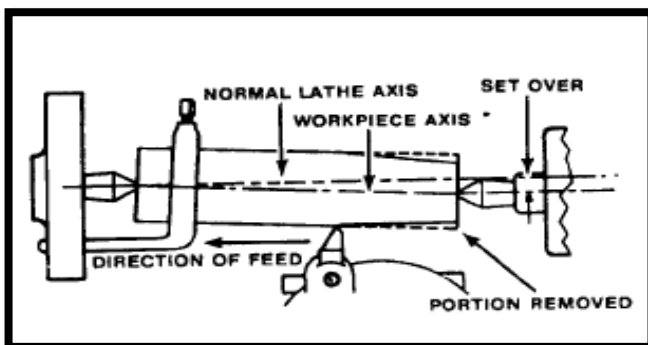 NORMAL LATHE AXIS
SET OVER
WORKPIECE AXIS
DIRECTION OF FEED
PORTION REMOVED